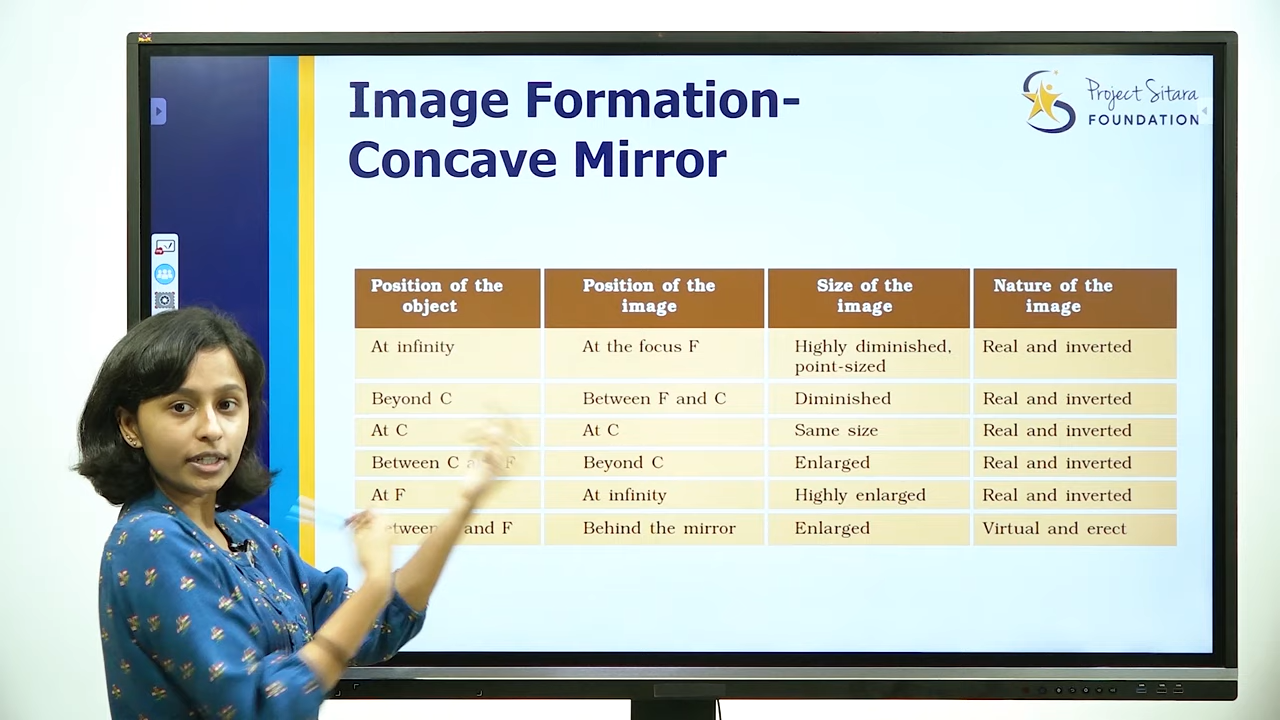 Image Formation-
Concave Mirror
Project Sitara
FOUNDATION
Position of the object
Position of the image
Size of the image
Nature of the image
At infinity
At the focus F
Highly diminished, point-sized
Real and inverted
Beyond C
Between F and C
Diminished
Real and inverted
At C
At C
Same size
Real and inverted
Between C F
Beyond C
Enlarged
Real and inverted
At F
At infinity
Highly enlarged
Real and inverted
and F
Behind the mirror
Enlarged
Virtual and erect